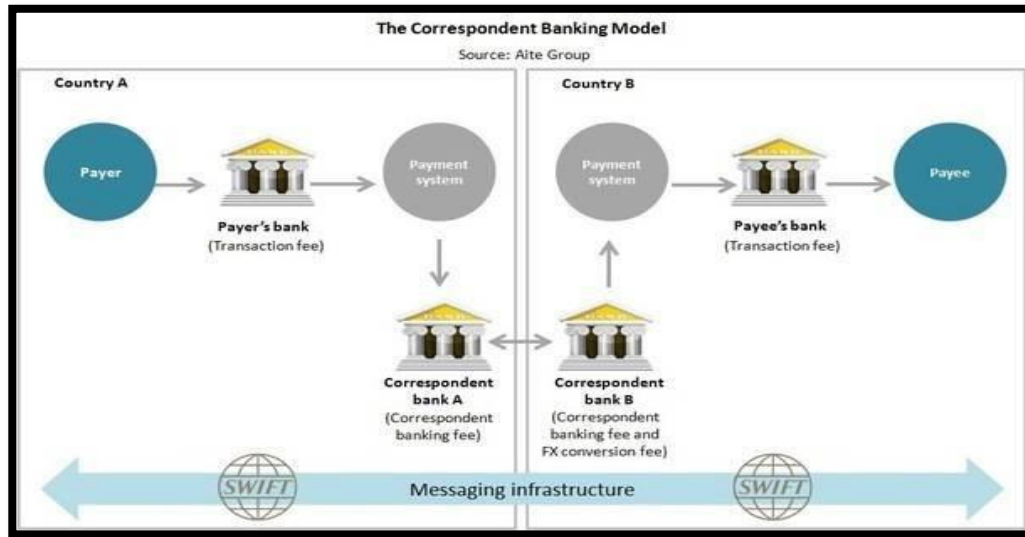 The Correspondent Banking Model
Source: Aite Group
Country A
Payer
Payer's bank
(Transaction fee)
Payment
system
Correspondent
bank A
(Correspondent
banking fee)
Country B
Payment
system
Payee's bank
(Transaction fee)
Payee
Correspondent
bank B
(Correspondent
banking fee and
FX conversion fee)
SWIFT
Messaging infrastructure
SWIFT